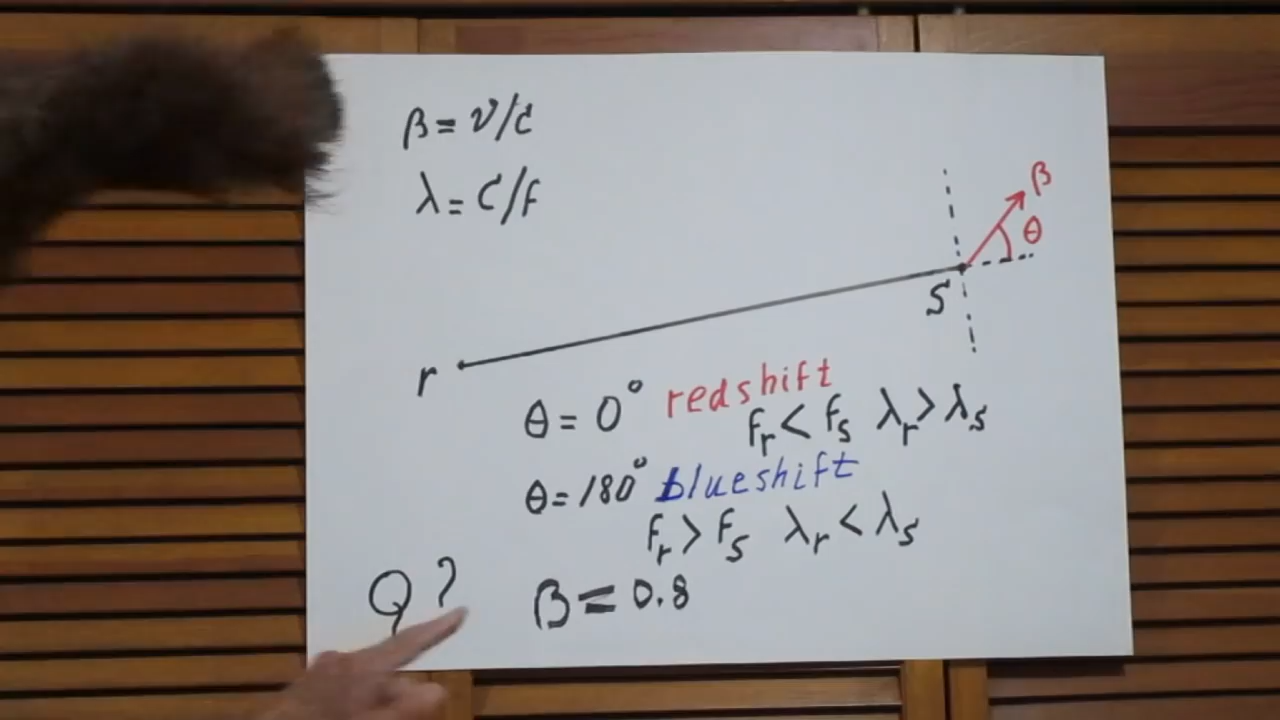 β = v/c
λ = c/f
β
θ
S
r
θ = 0° redshift
fr < fs λr > λs
θ = 180° blueshift
fr > fs λr < λs
Q? β = 0.8